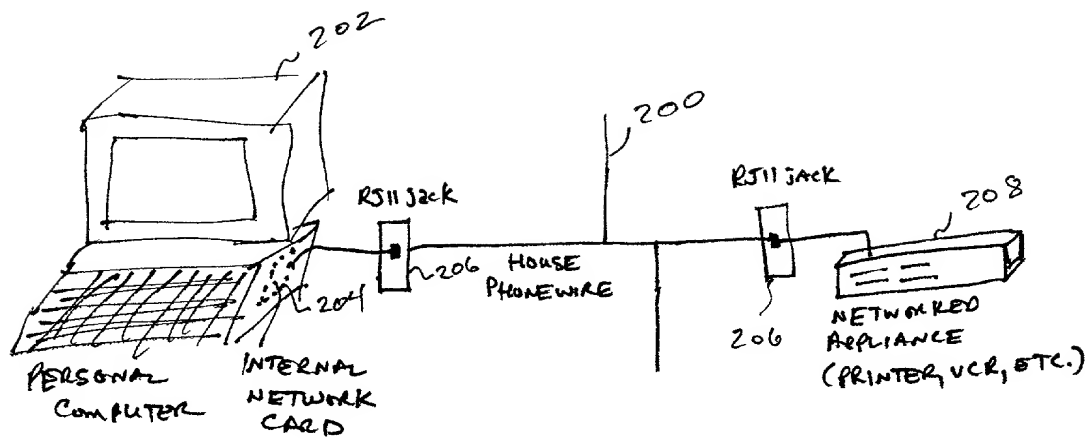 202
200
RJ11 jack
RJ11 jack
208
206
HOUSE
PHONEWIRE
204
206
NETWORKED
APPLIANCE
(PRINTER, VCR, ETC.)
PERSONAL
COMPUTER
INTERNAL
NETWORK
CARD